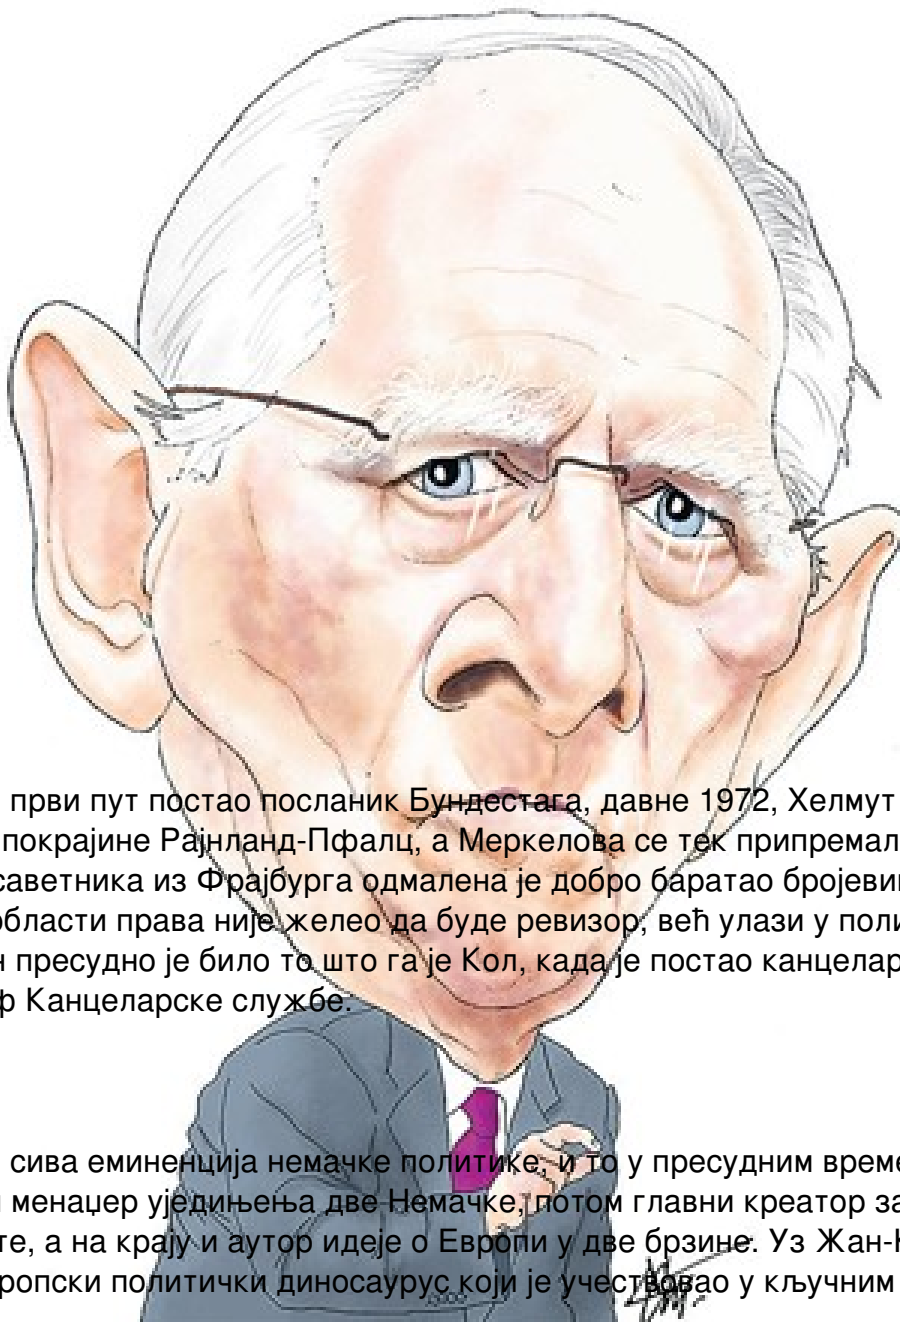 први пут постао посланик Бундестага, давне 1972, Хелмут
покрајине Рајнланд-Пфалц, а Меркелова се тек припремал
саветника из Фрајбурга одмалена је добро баратао бројеви
области права није желео да буде ревизор, већ улази у поли
н пресудно је било то што га је Кол, када је постао канцелар
ф Канцеларске службе.
сива еминенција немачке политике, и то у пресудним време
менаџер уједињења две Немачке, потом главни креатор за
те, а на крају и аутор идеје о Европи у две брзине. Уз Жан-
ропски политички диносаурус који је учествовао у кључним